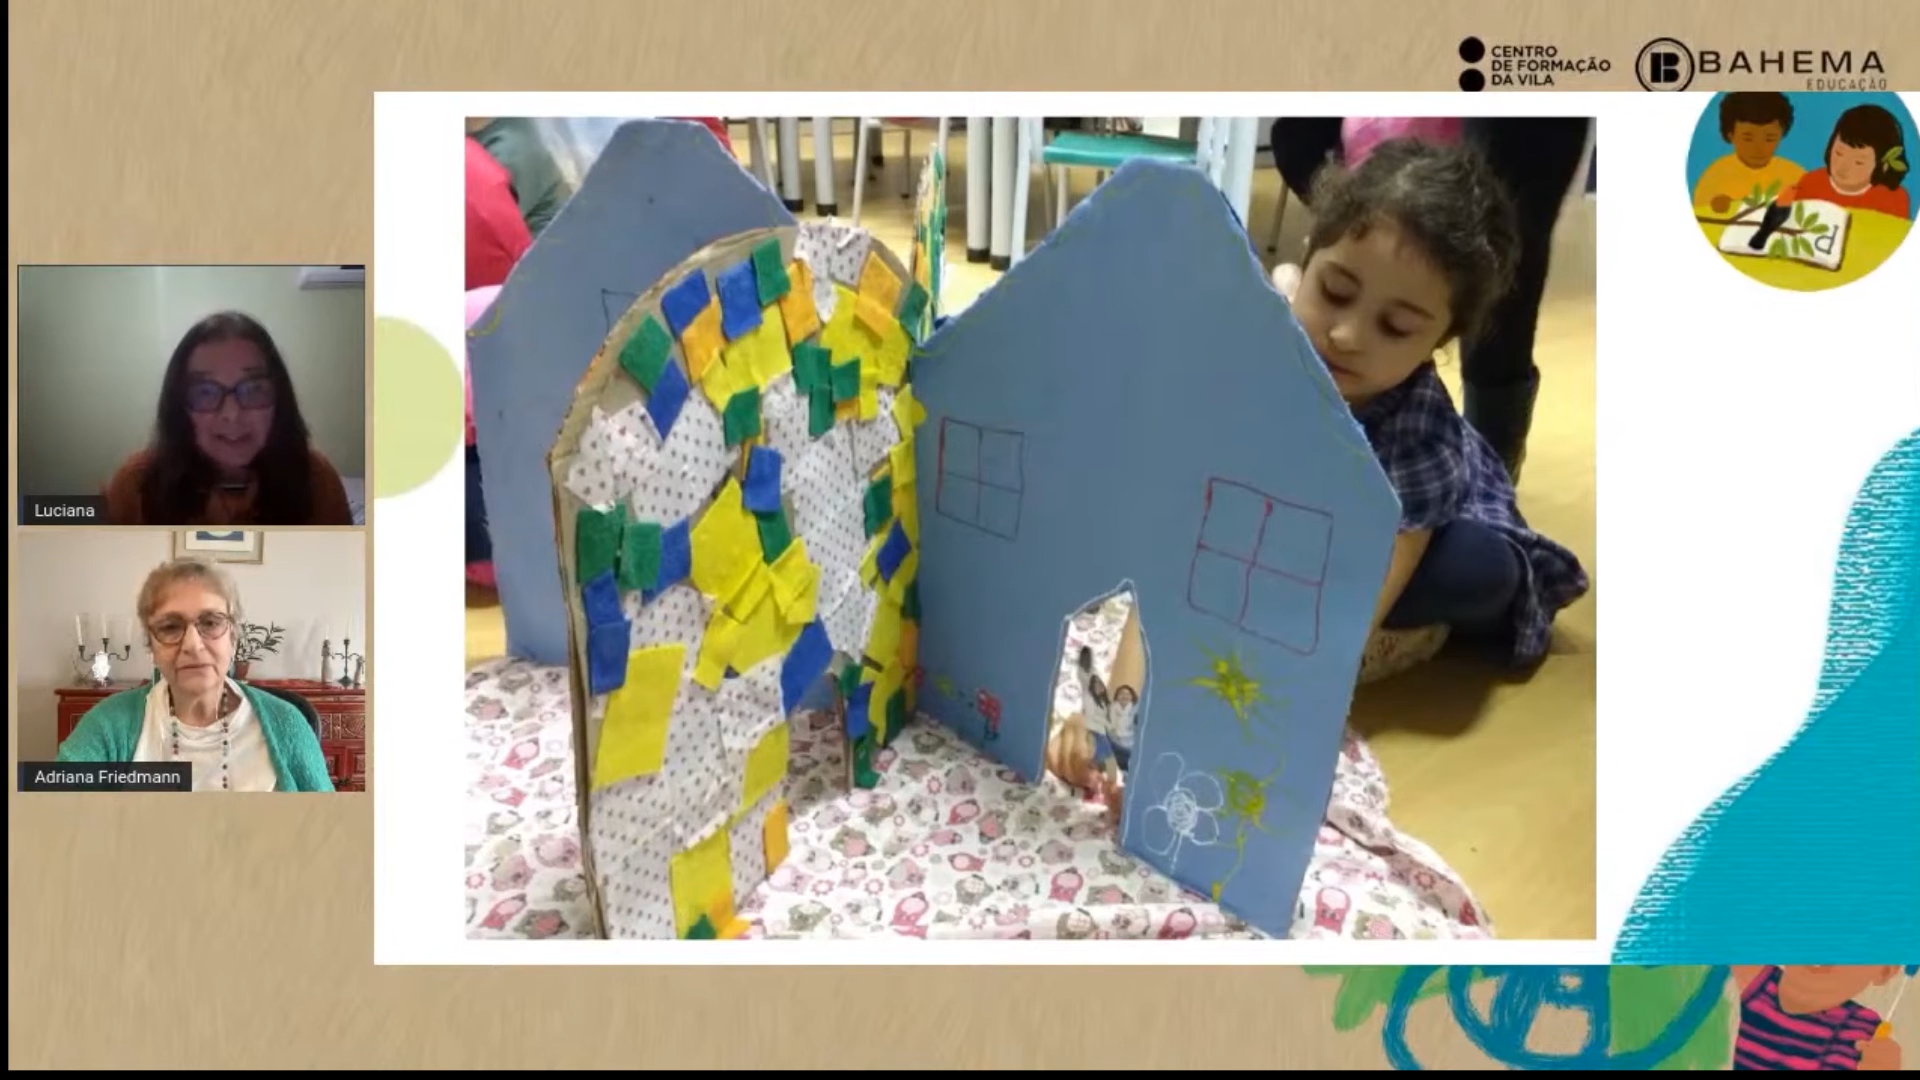 CENTRO
DE FORMAÇÃO
DA VILA
BAHEMA
EDUCAÇÃO
Luciana
Adriana Friedmann